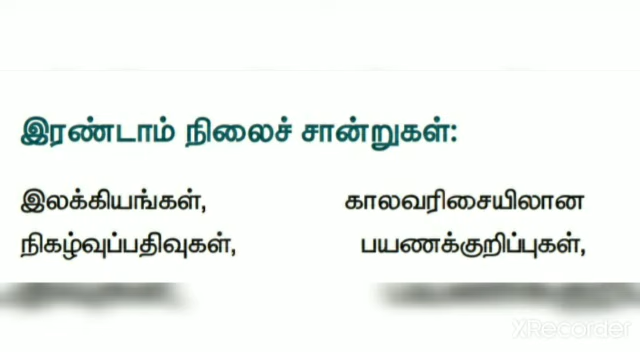 இரண்டாம் நிலைச் சான்றுகள்:
இலக்கியங்கள், காலவரிசையிலான
நிகழ்வுப்பதிவுகள், பயணக்குறிப்புகள்,
XRecorder